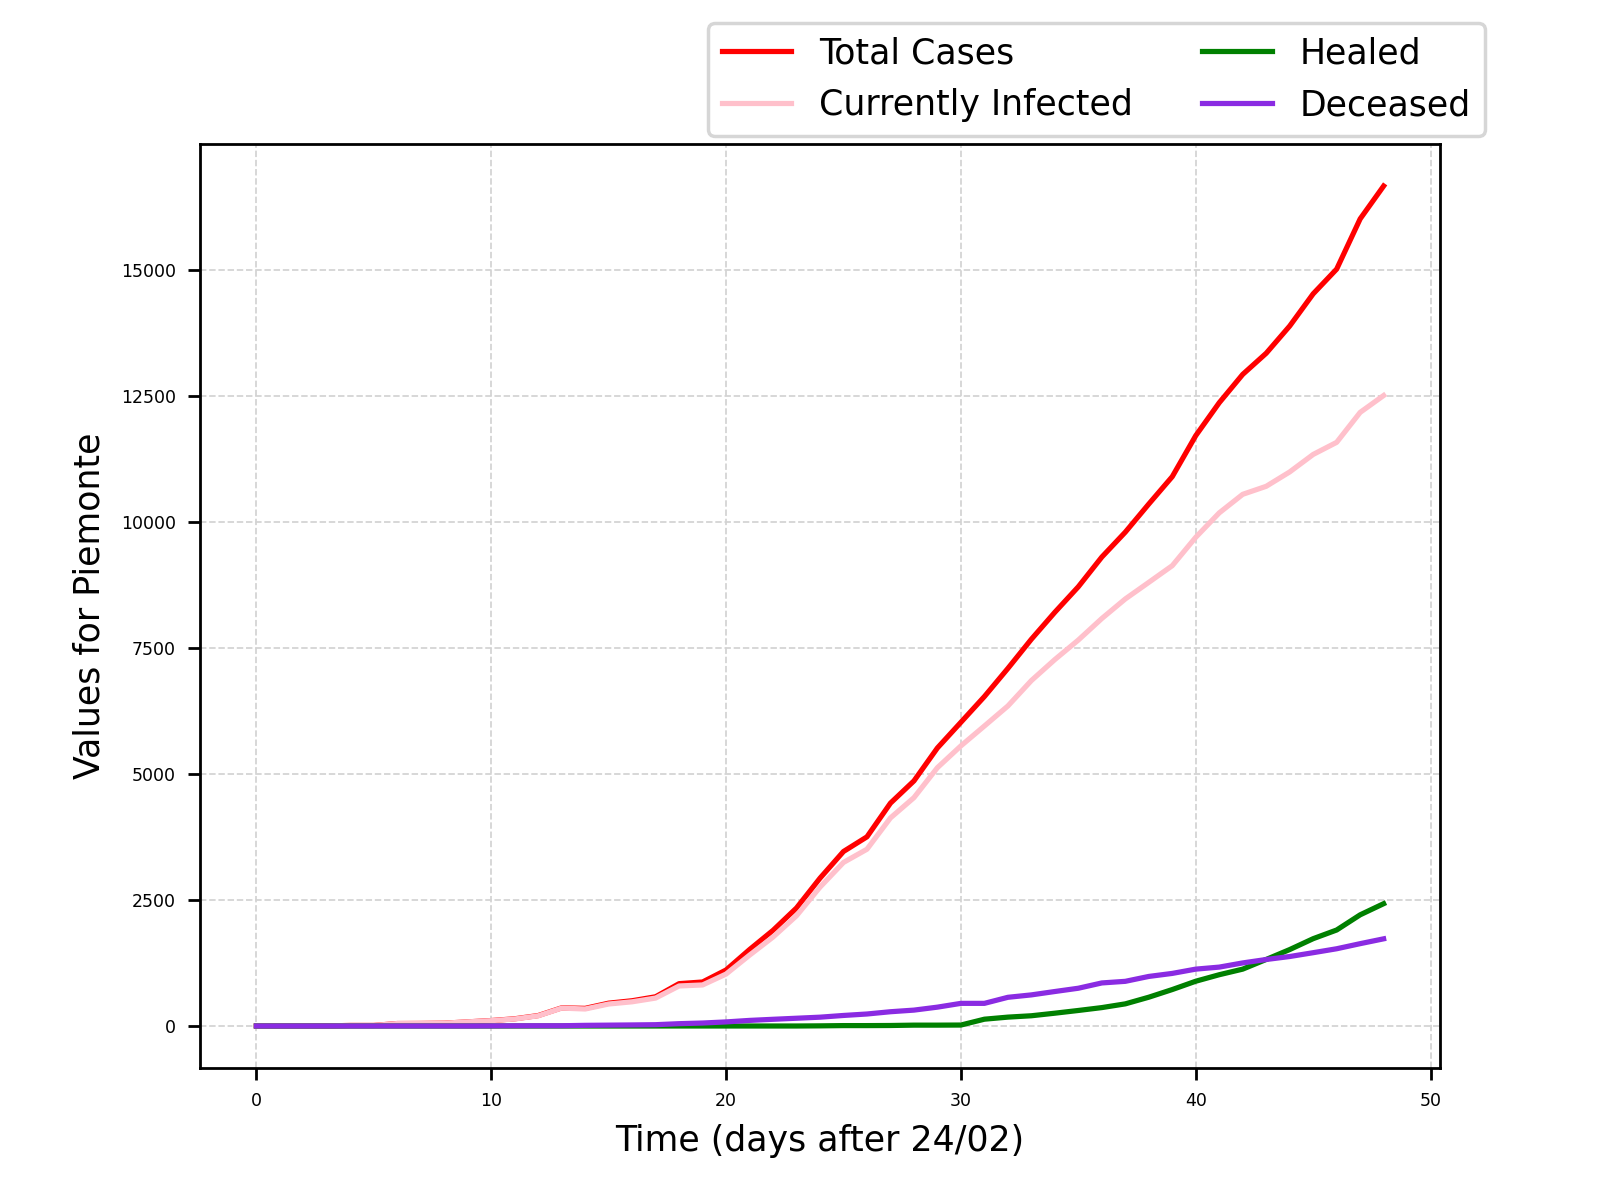 Total Cases
Currently Infected
Healed
Deceased
Values for Piemonte
15000
12500
10000
7500
5000
2500
0
0 10 20 30 40 50
Time (days after 24/02)